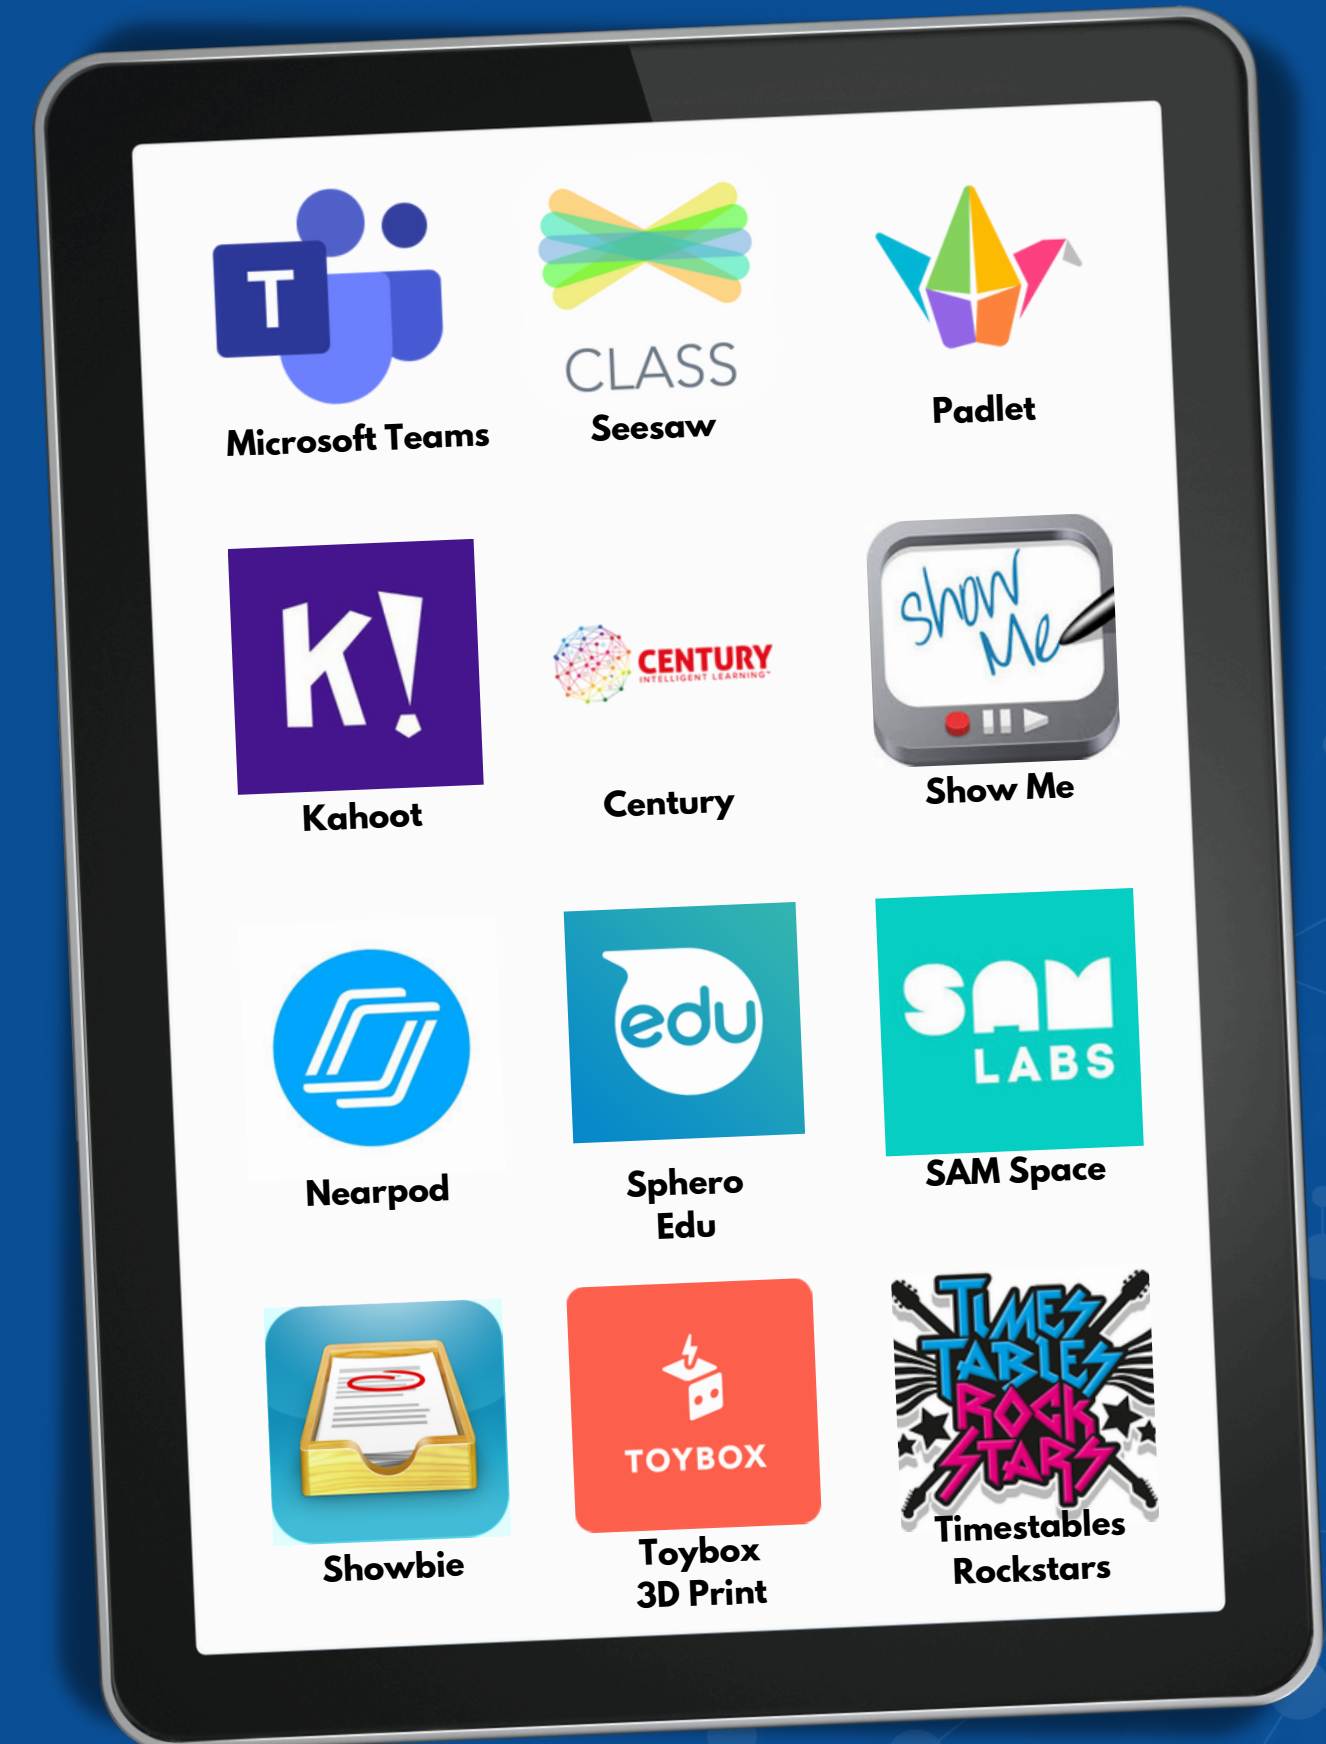 T
Microsoft Teams
CLASS
Seesaw
Padlet
K!
Kahoot
CENTURY
INTELLIGENT LEARNING™
Century
Show
Me
Show Me
Nearpod
edu
Sphero
Edu
SAM
LABS
SAM Space
Showbie
TOYBOX
Toybox
3D Print
TIMES
TABLES
ROCK
STARS
Timestables
Rockstars